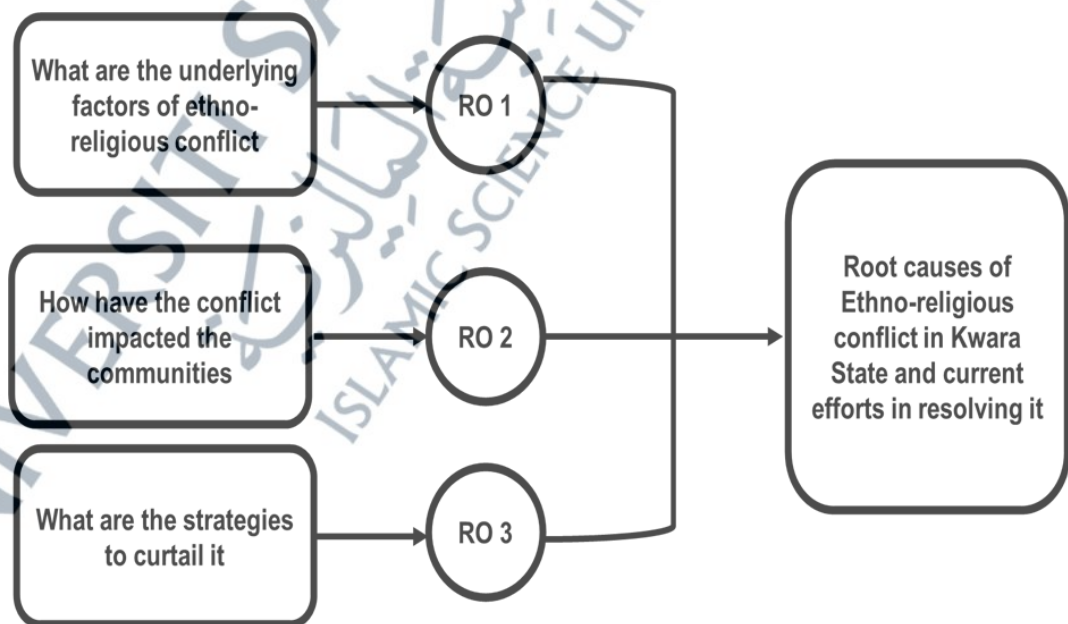 What are the underlying
factors of ethno-
religious conflict
RO 1
How have the conflict
impacted the
communities
RO 2
What are the strategies
to curtail it
RO 3
Root causes of
Ethno-religious
conflict in Kwara
State and current
efforts in resolving it
ISLAMIC SCIENCE